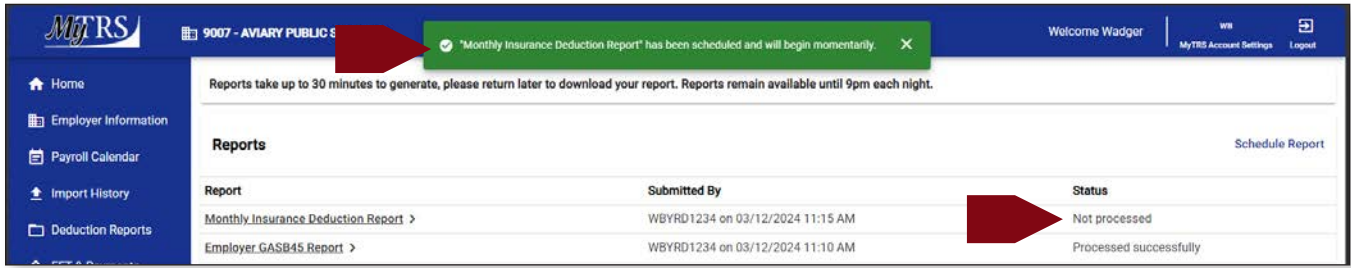 MyTRS
9007 - AVIARY PUBLIC S
"Monthly Insurance Deduction Report" has been scheduled and will begin momentarily.
Welcome Wadger
WB
MyTRS Account Settings
Logout
Home
Reports take up to 30 minutes to generate, please return later to download your report. Reports remain available until 9pm each night.
Employer Information
Payroll Calendar
Reports
Schedule Report
Import History
Report Submitted By Status
Monthly Insurance Deduction Report > WBYRD1234 on 03/12/2024 11:15 AM Not processed
Deduction Reports
Employer GASB45 Report > WBYRD1234 on 03/12/2024 11:10 AM Processed successfully